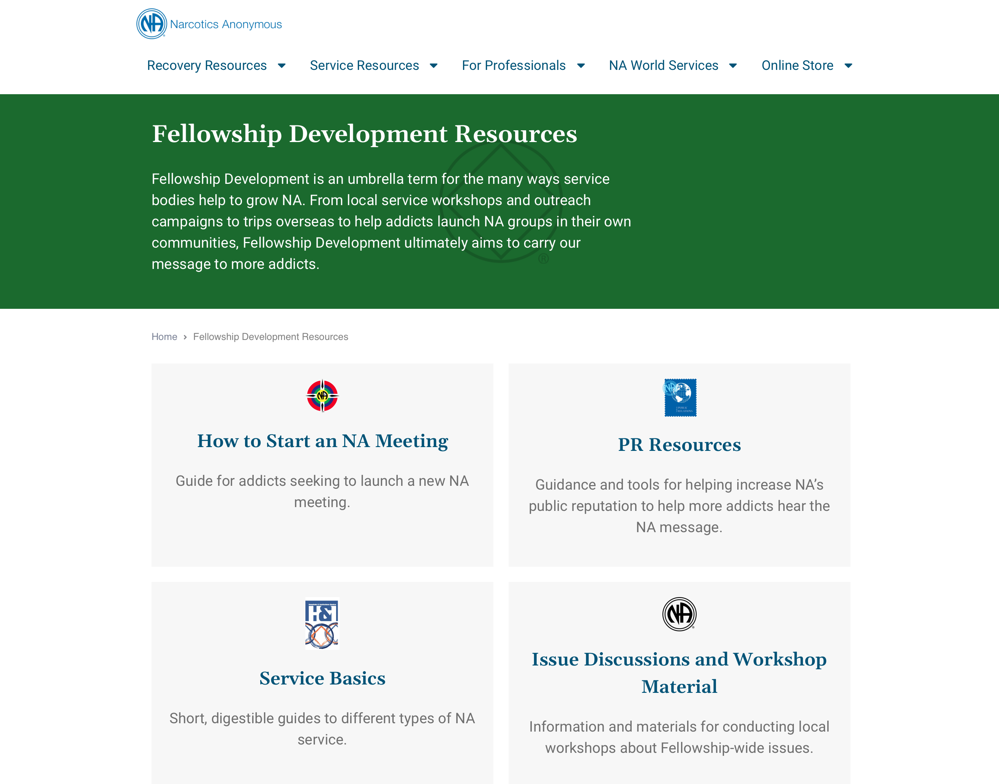 NA
Narcotics Anonymous
®
Recovery Resources
Service Resources
For Professionals
NA World Services
Online Store
Fellowship Development Resources
Fellowship Development is an umbrella term for the many ways service
bodies help to grow NA. From local service workshops and outreach
campaigns to trips overseas to help addicts launch NA groups in their own
communities, Fellowship Development ultimately aims to carry our
message to more addicts.
®
Home
Fellowship Development Resources
NA
How to Start an NA Meeting
Guide for addicts seeking to launch a new NA
meeting.
NA
PUBLIC
RELATIONS
PR Resources
Guidance and tools for helping increase NA’s
public reputation to help more addicts hear the
NA message.
H&I
Service Basics
Short, digestible guides to different types of NA
service.
NA
®
Issue Discussions and Workshop
Material
Information and materials for conducting local
workshops about Fellowship-wide issues.